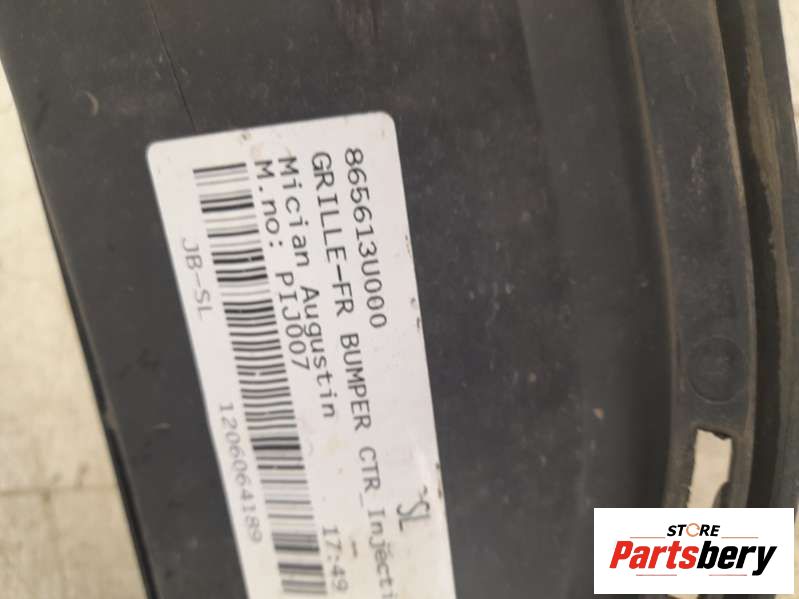 865613U000
GRILLE-FR BUMPER CTR_Injecti
Mician Augustin 17:49
M.no: PIJ007
JB-SL 1206064189
SL
STORE
Partsbery